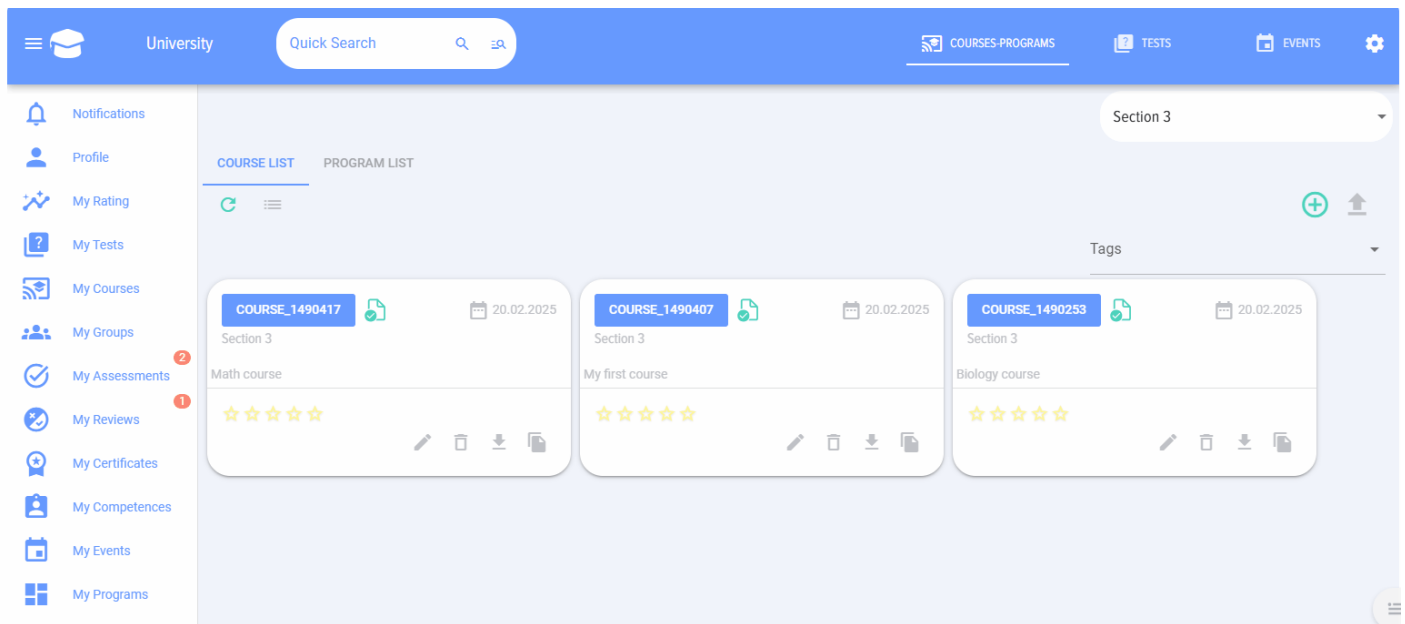 University
Quick Search
COURSES-PROGRAMS
TESTS
EVENTS
Notifications
Profile
My Rating
My Tests
My Courses
My Groups
2
My Assessments
1
My Reviews
My Certificates
My Competences
My Events
My Programs
Section 3
COURSE LIST
PROGRAM LIST
Tags
COURSE_1490417
20.02.2025
Section 3
Math course
COURSE_1490407
20.02.2025
Section 3
My first course
COURSE_1490253
20.02.2025
Section 3
Biology course